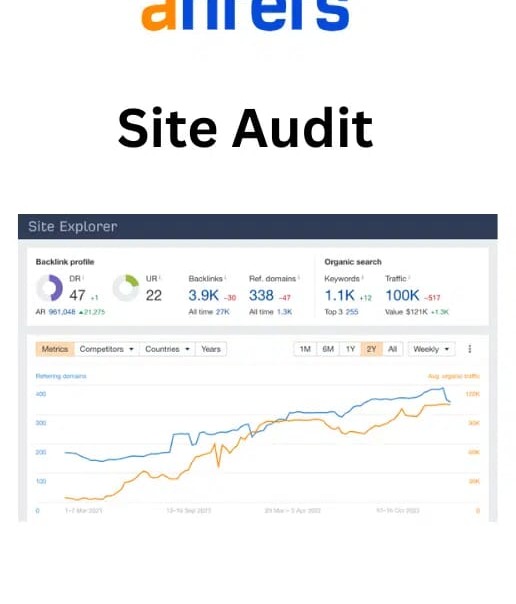 ahrefs
Site Audit
Site Explorer
Backlink profile
Organic search
DR UR Backlinks Ref. domains Keywords Traffic
47 +1 22 3.9K -30 338 -47 1.1K +12 100K -517
AR 961,048 ▲21,275 All time 27K All time 1.3K Top 3 255 Value $121K +1.3K
Metrics Competitors Countries Years 1M 6M 1Y 2Y All Weekly
Referring domains Avg. organic traffic
400 120K
300 90K
200 60K
100 30K
0 0